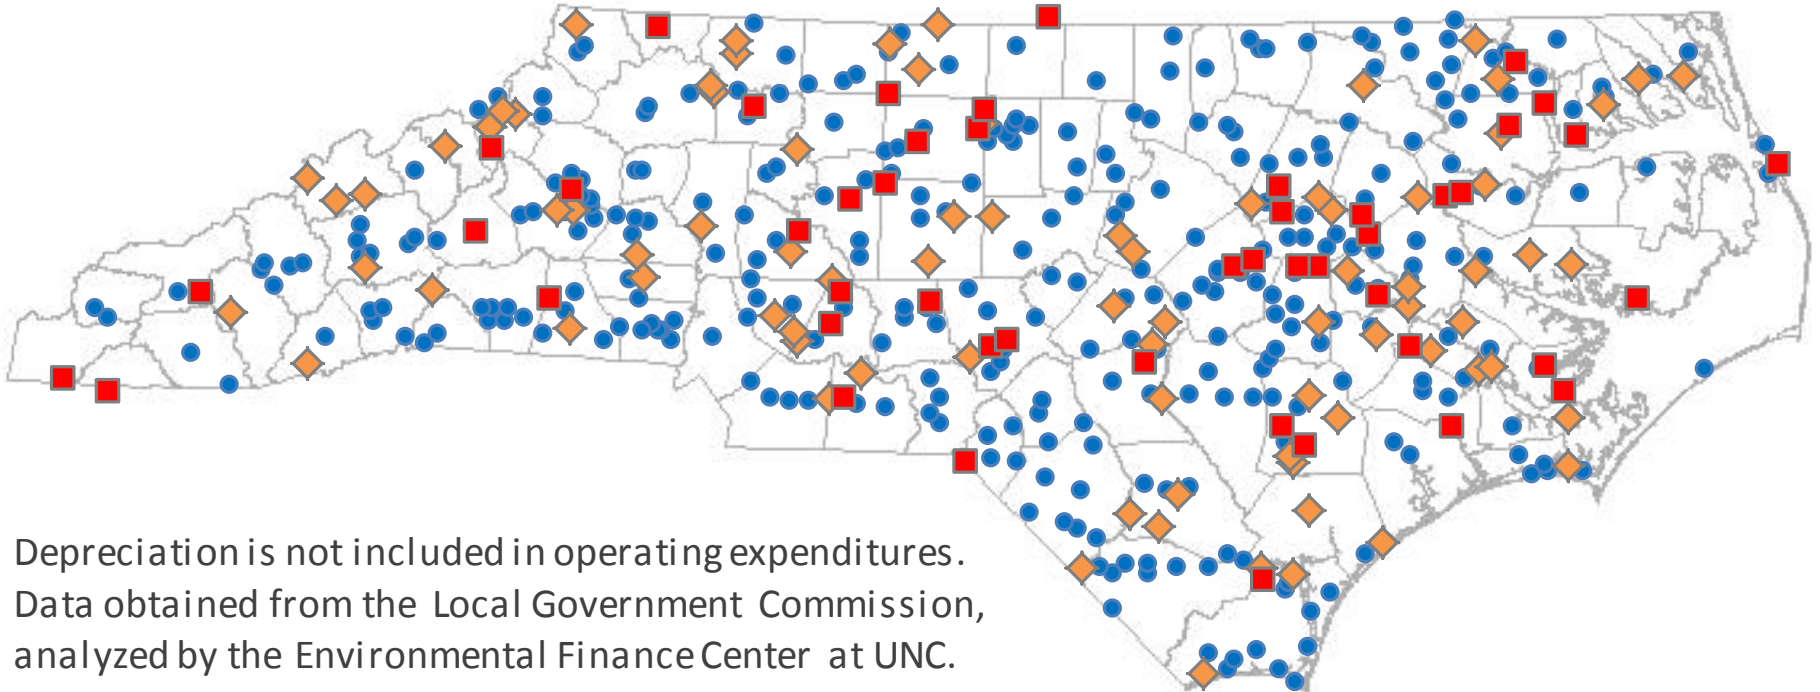 Depreciation is not included in operating expenditures.
Data obtained from the Local Government Commission,
analyzed by the Environmental Finance Center at UNC.